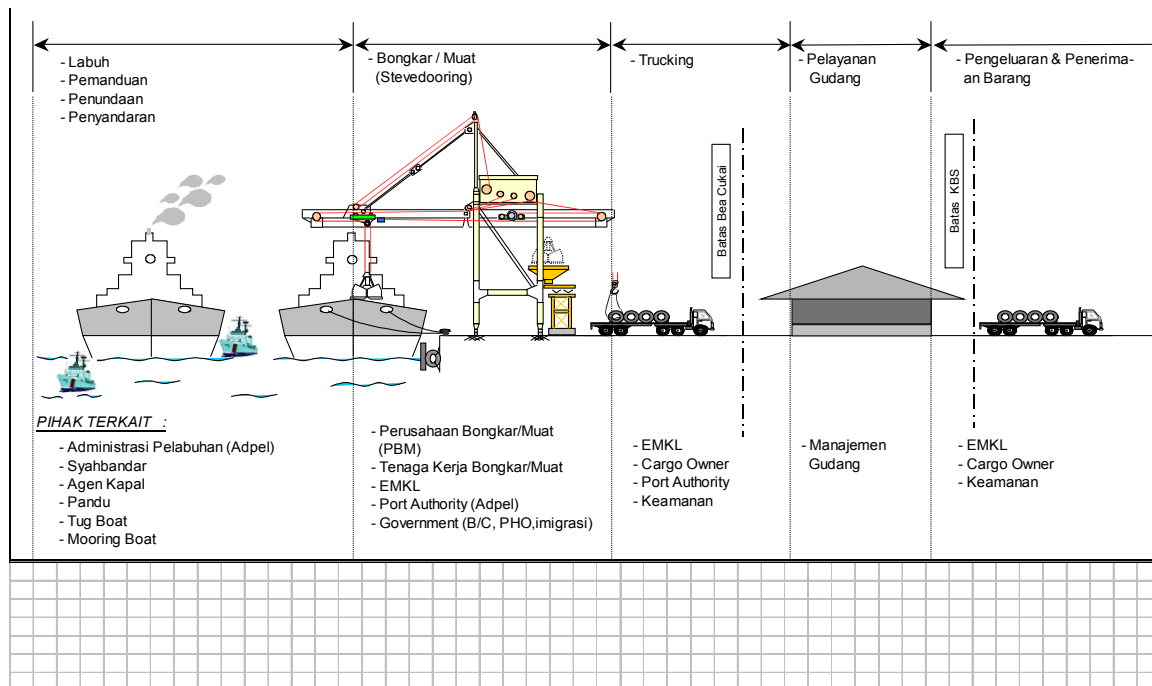 - Labuh
- Pemanduan
- Penundaan
- Penyandaran
- Bongkar / Muat
(Stevedooring)
- Trucking
- Pelayanan
Gudang
- Pengeluaran & Penerima-
an Barang
Batas Bea Cukai
Batas KBS
PIHAK TERKAIT :
- Administrasi Pelabuhan (Adpel)
- Syahbandar
- Agen Kapal
- Pandu
- Tug Boat
- Mooring Boat
- Perusahaan Bongkar/Muat
(PBM)
- Tenaga Kerja Bongkar/Muat
- EMKL
- Port Authority (Adpel)
- Government (B/C, PHO,imigrasi)
- EMKL
- Cargo Owner
- Port Authority
- Keamanan
- Manajemen
Gudang
- EMKL
- Cargo Owner
- Keamanan